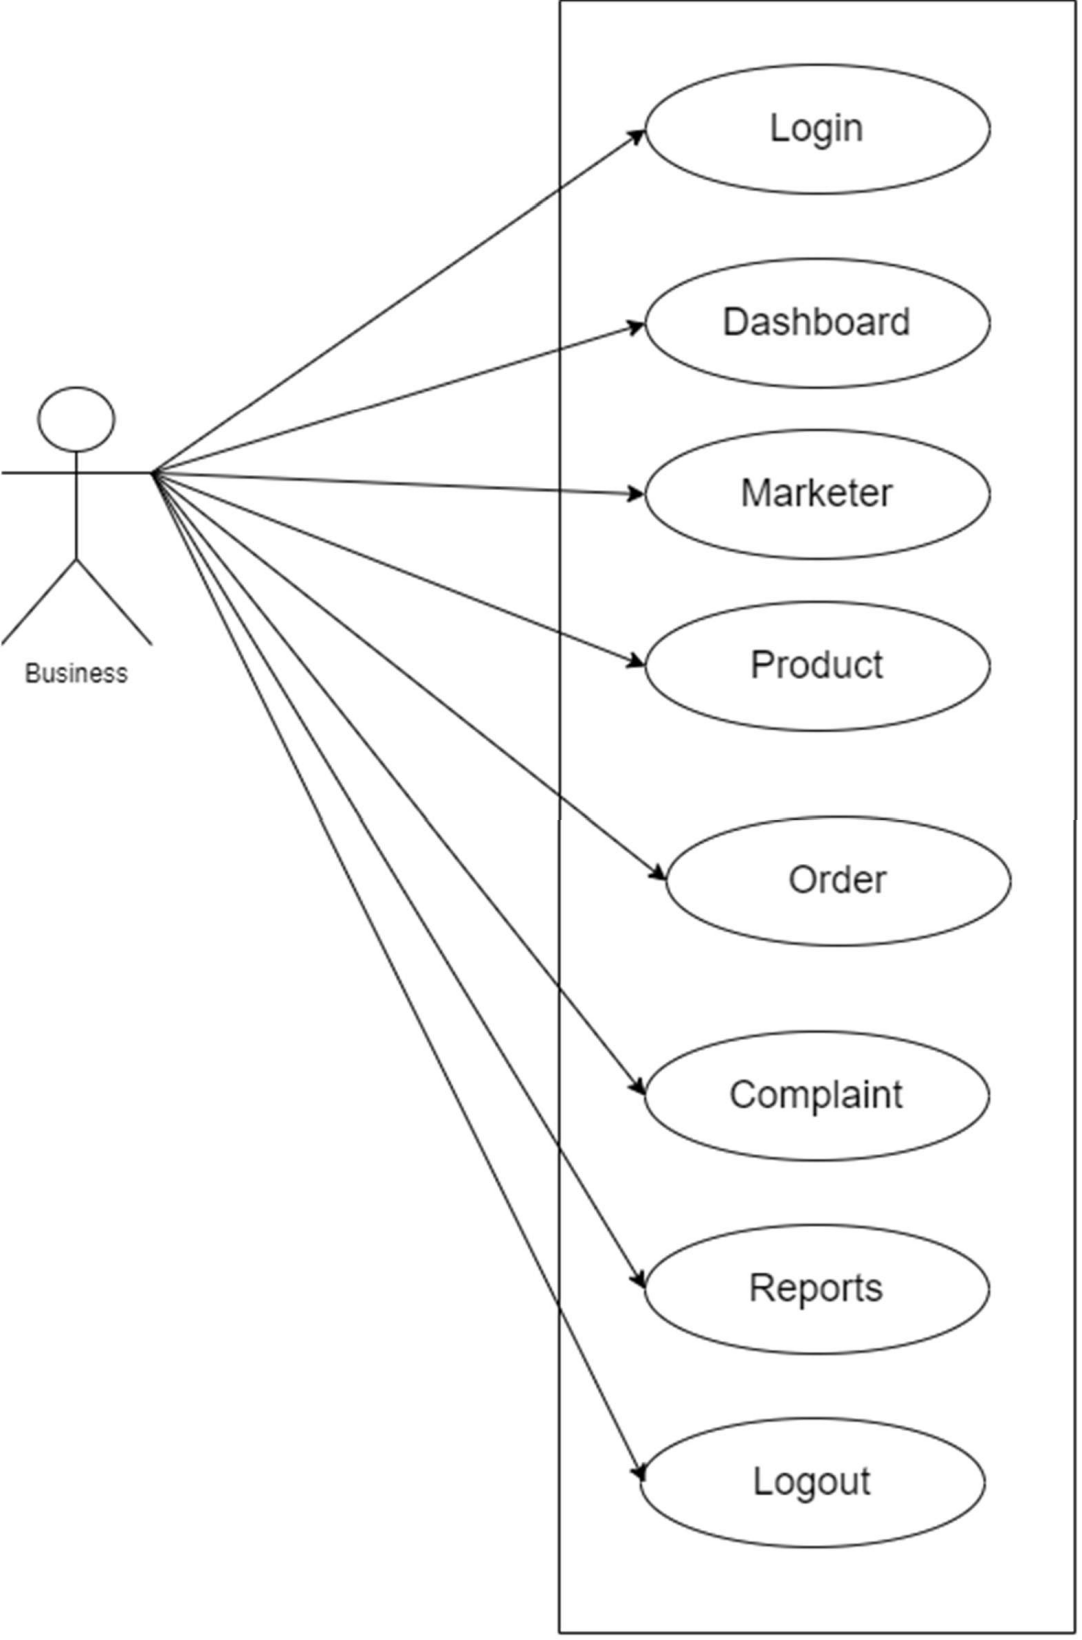 Login
Dashboard
Marketer
Product
Order
Complaint
Reports
Logout
Business